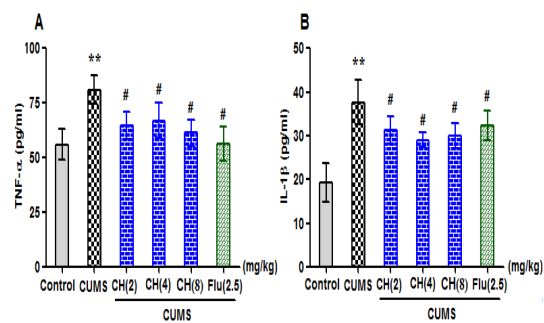 A
TNF-α (pg/ml)
100
75
50
25
0
**
#
#
#
#
(mg/kg)
Control CUMS CH(2) CH(4) CH(8) Flu(2.5)
CUMS
B
IL-1β (pg/ml)
50
40
30
20
10
0
**
#
#
#
#
(mg/kg)
Control CUMS CH(2) CH(4) CH(8) Flu(2.5)
CUMS